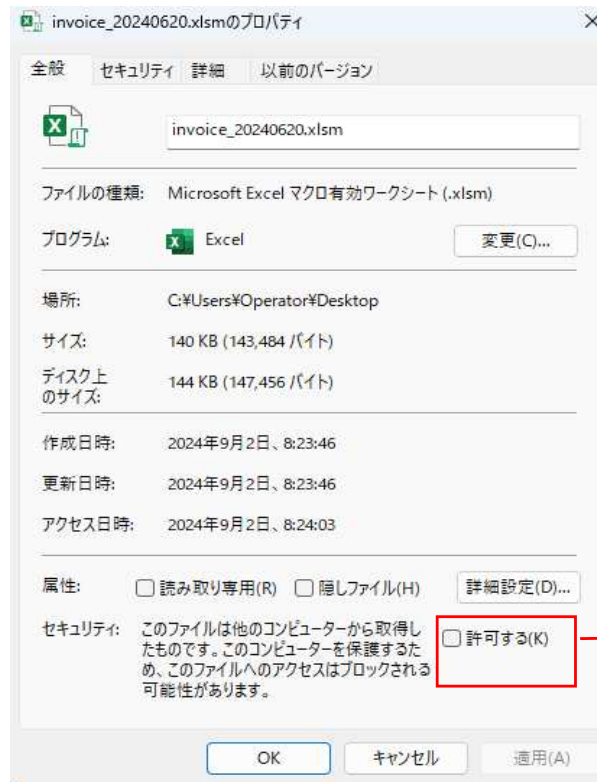 invoice_20240620.xlsmのプロパティ
全般 セキュリティ 詳細 以前のバージョン
invoice_20240620.xlsm
ファイルの種類: Microsoft Excel マクロ有効ワークシート (.xlsm)
プログラム: Excel 変更(C)...
場所: C:¥Users¥Operator¥Desktop
サイズ: 140 KB (143,484 バイト)
ディスク上
のサイズ: 144 KB (147,456 バイト)
作成日時: 2024年9月2日、8:23:46
更新日時: 2024年9月2日、8:23:46
アクセス日時: 2024年9月2日、8:24:03
属性: 読み取り専用(R) 隠しファイル(H) 詳細設定(D)...
セキュリティ: このファイルは他のコンピューターから取得し
たものです。このコンピューターを保護するた
め、このファイルへのアクセスはブロックされる
可能性があります。
許可する(K)
OK キャンセル 適用(A)